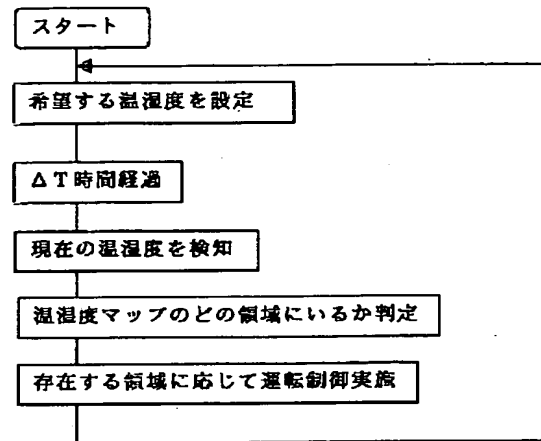 スタート
希望する温湿度を設定
ΔT時間経過
現在の温湿度を検知
温湿度マップのどの領域にいるか判定
存在する領域に応じて運転制御実施